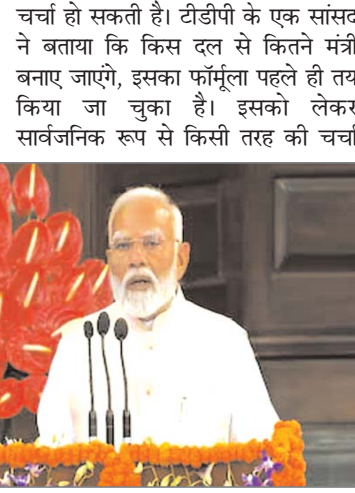 चर्चा हो सकती है। टीडीपी के एक सांसद
ने बताया कि किस दल से कितने मंत्री
बनाए जाएंगे, इसका फॉर्मूला पहले ही तय
किया जा चुका है। इसको लेकर
सार्वजनिक रूप से किसी तरह की चर्चा